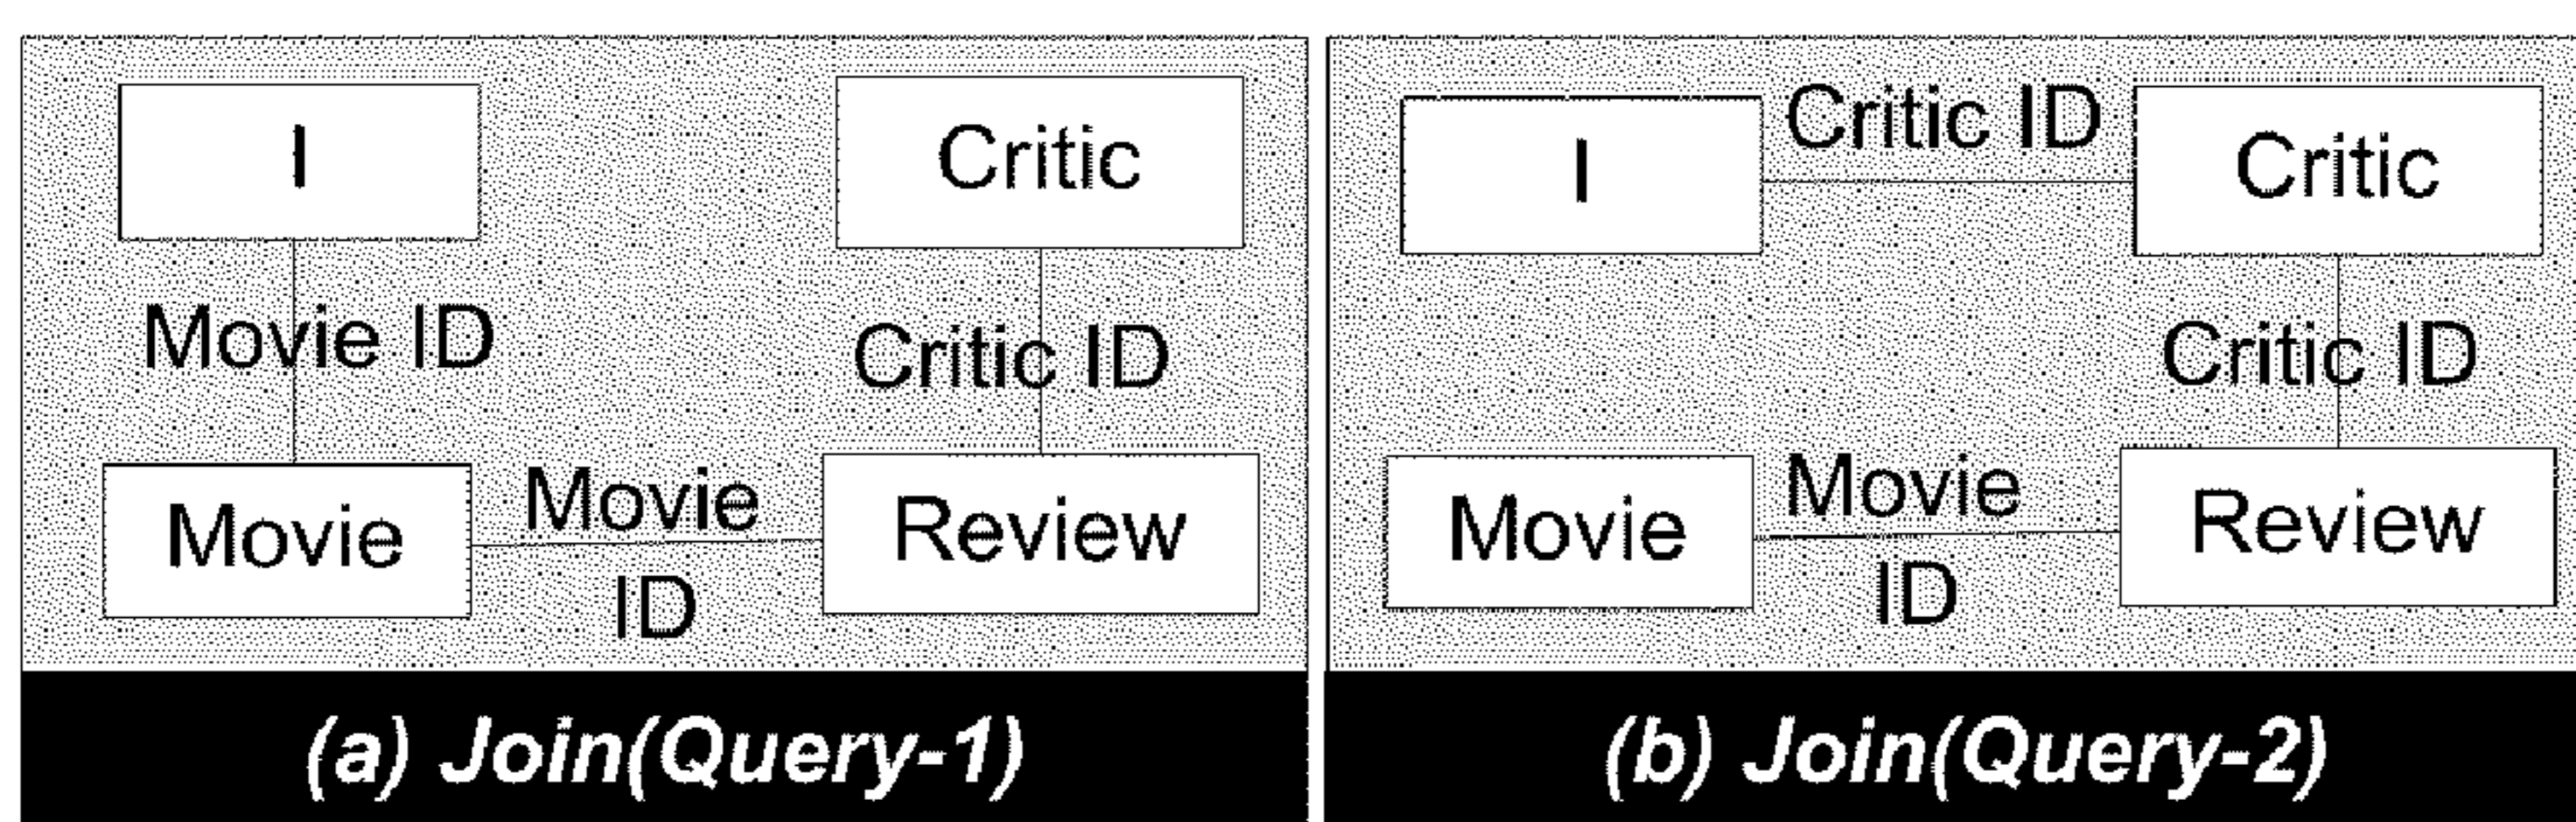 I
Critic
Movie ID
Critic ID
Movie
Movie
ID
Review
(a) Join(Query-1)
I
Critic ID
Critic
Critic ID
Movie
Movie
ID
Review
(b) Join(Query-2)